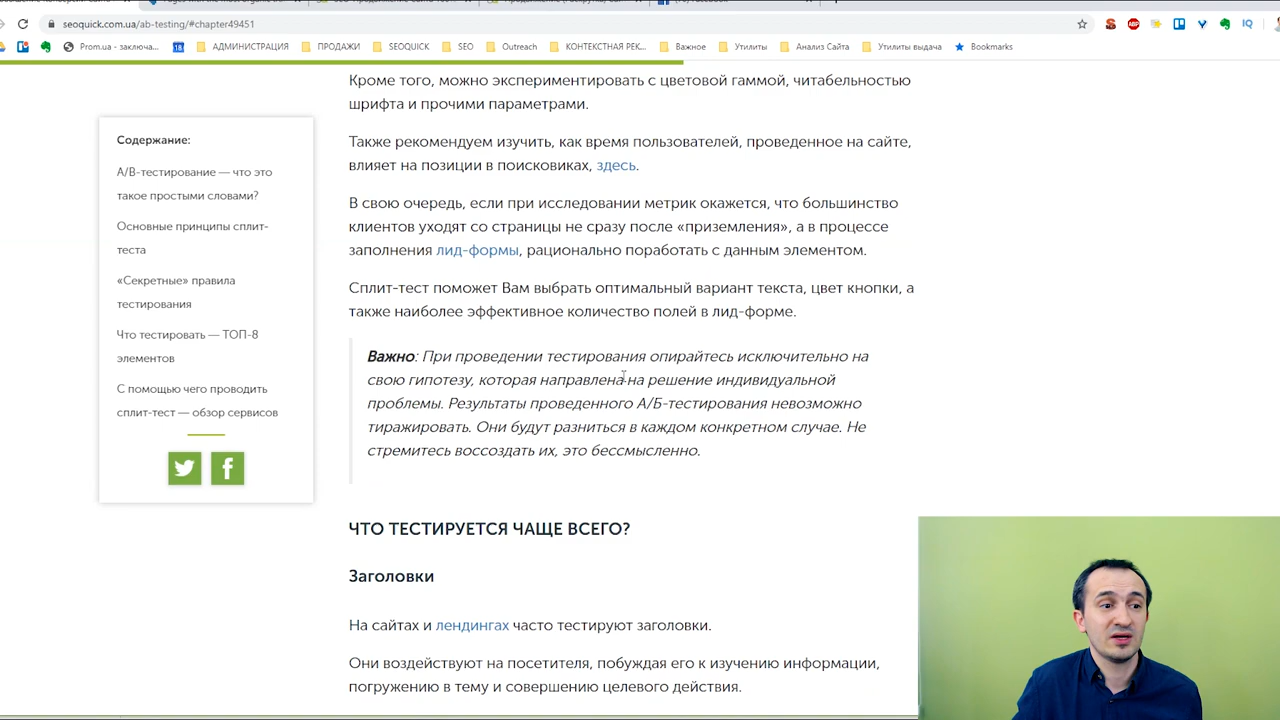 seoquick.com.ua/ab-testing/#chapter49451
Prom.ua - заключа...
18
АДМИНИСТРАЦИЯ
ПРОДАЖИ
SEOQUICK
SEO
Outreach
КОНТЕКСТНАЯ РЕК...
Важное
Утилиты
Анализ Сайта
Утилиты выдача
Bookmarks
Содержание:
А/В-тестирование — что это
такое простыми словами?
Основные принципы сплит-
теста
«Секретные» правила
тестирования
Что тестировать — ТОП-8
элементов
С помощью чего проводить
сплит-тест — обзор сервисов
Кроме того, можно экспериментировать с цветовой гаммой, читабельностью
шрифта и прочими параметрами.
Также рекомендуем изучить, как время пользователей, проведенное на сайте,
влияет на позиции в поисковиках, здесь.
В свою очередь, если при исследовании метрик окажется, что большинство
клиентов уходят со страницы не сразу после «приземления», а в процессе
заполнения лид-формы, рационально поработать с данным элементом.
Сплит-тест поможет Вам выбрать оптимальный вариант текста, цвет кнопки, а
также наиболее эффективное количество полей в лид-форме.
Важно: При проведении тестирования опирайтесь исключительно на
свою гипотезу, которая направлена на решение индивидуальной
проблемы. Результаты проведенного А/Б-тестирования невозможно
тиражировать. Они будут разниться в каждом конкретном случае. Не
стремитесь воссоздать их, это бессмысленно.
ЧТО ТЕСТИРУЕТСЯ ЧАЩЕ ВСЕГО?
Заголовки
На сайтах и лендингах часто тестируют заголовки.
Они воздействуют на посетителя, побуждая его к изучению информации,
погружению в тему и совершению целевого действия.